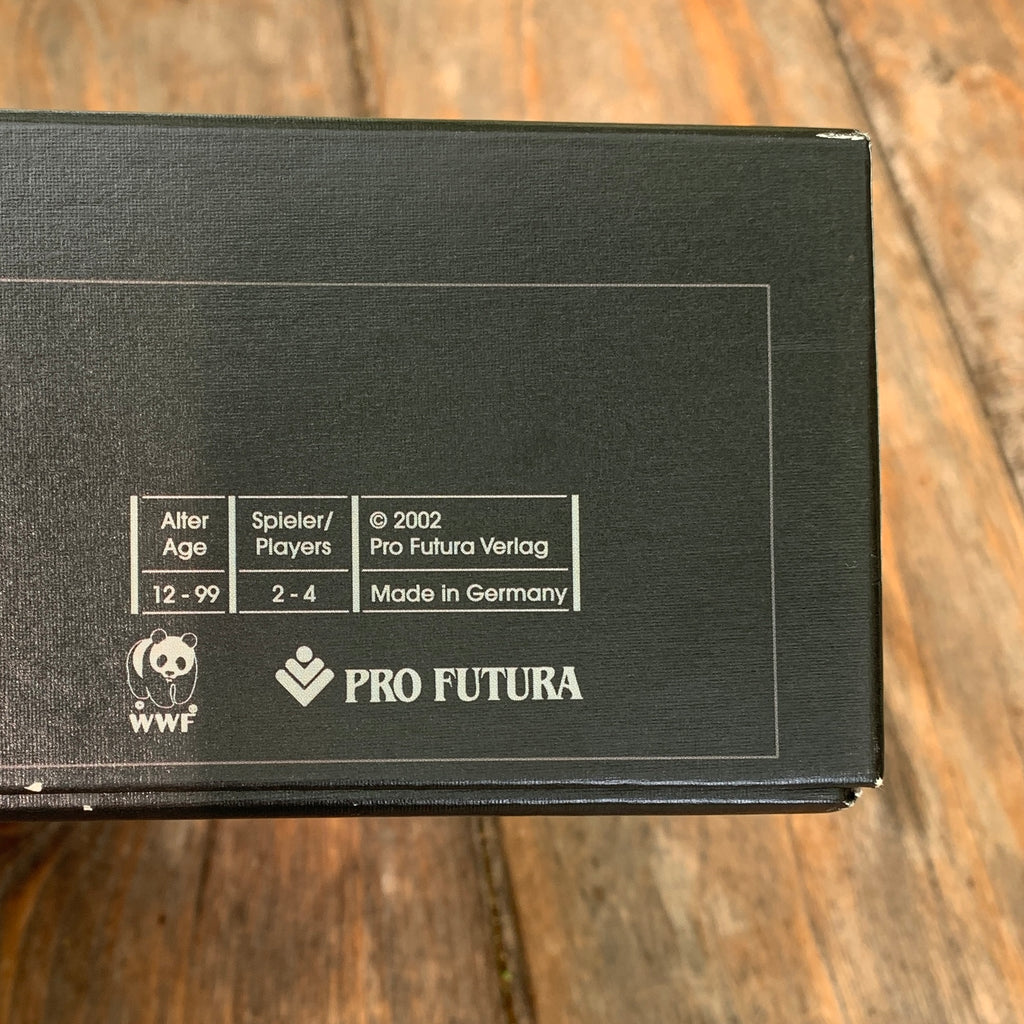 Alter
Age
12 - 99
Spieler/
Players
2 - 4
© 2002
Pro Futura Verlag
Made in Germany
WWF
PRO FUTURA